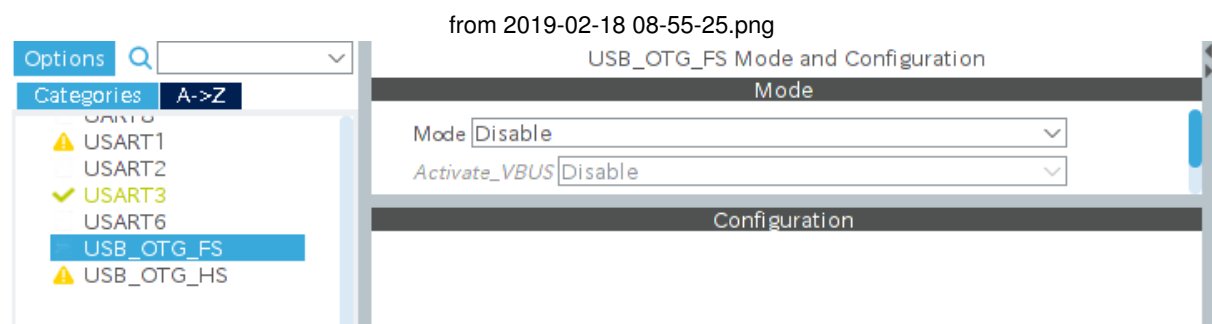 from 2019-02-18 08-55-25.png
Options
USB_OTG_FS Mode and Configuration
Categories A->Z
Mode
USART1
USART2
USART3
USART6
USB_OTG_FS
USB_OTG_HS
Mode Disable
Activate_VBUS Disable
Configuration